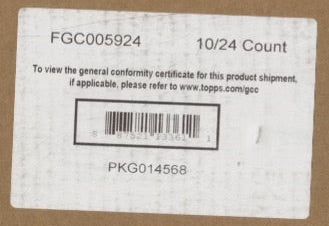 FGC005924 10/24 Count
To view the general conformity certificate for this product shipment,
if applicable, please refer to www.topps.com/gcc
PKG014568